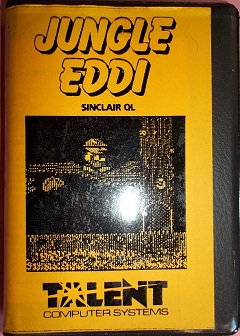 JUNGLE
EDDI
SINCLAIR QL
TALENT
COMPUTER SYSTEMS